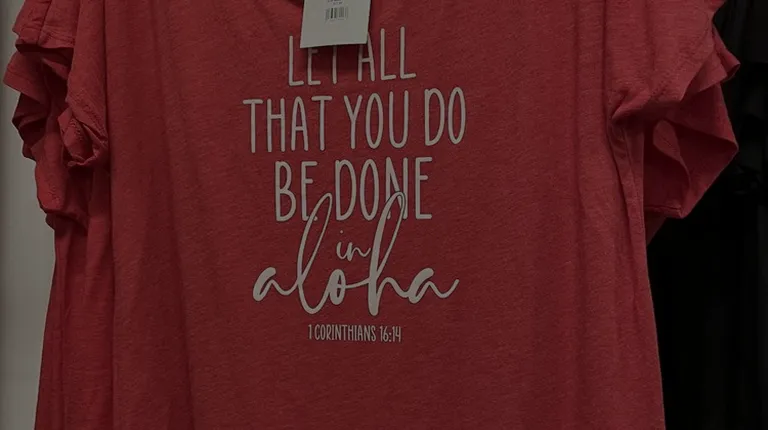 LET ALL
THAT YOU DO
BE DONE
in
aloha
1 CORINTHIANS 16:14